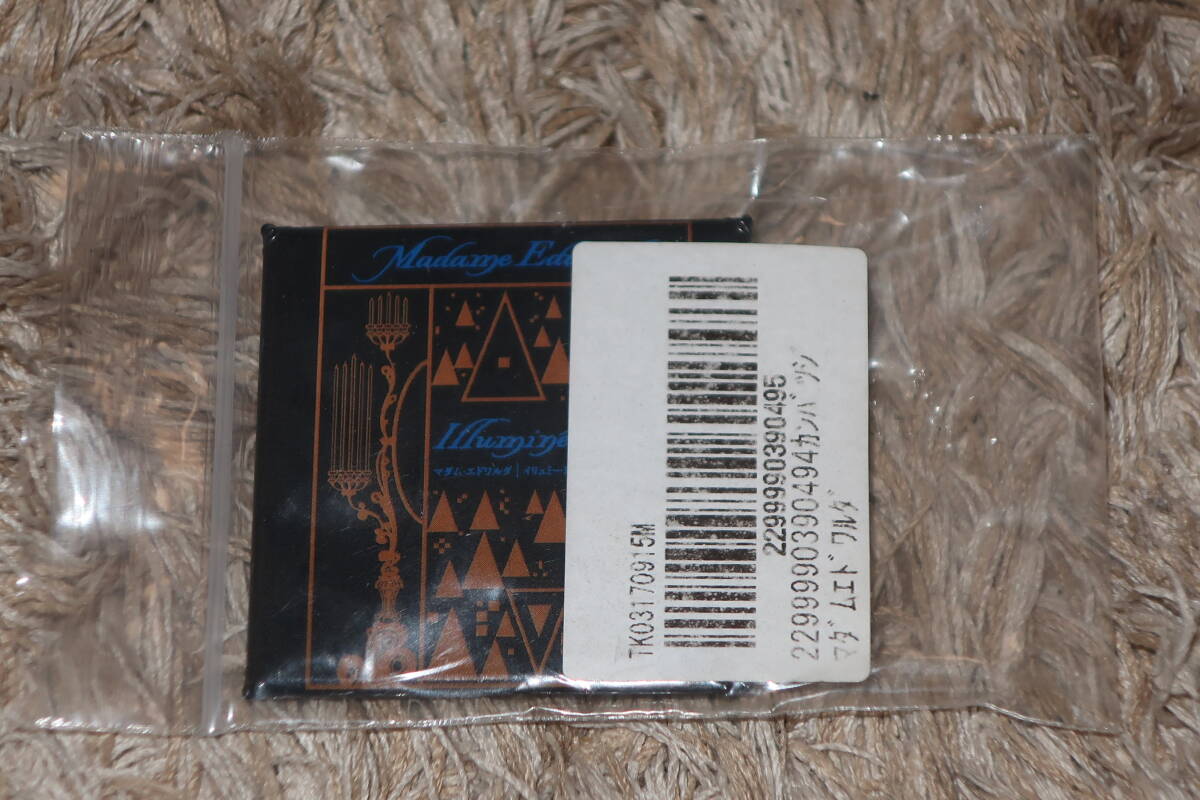 Madame Ed
Illuminé
マダム・エドワルダ｜イリュミー
TK03170915M
2299990390495
2299990390494カンバッジ
マダムエドワルダ